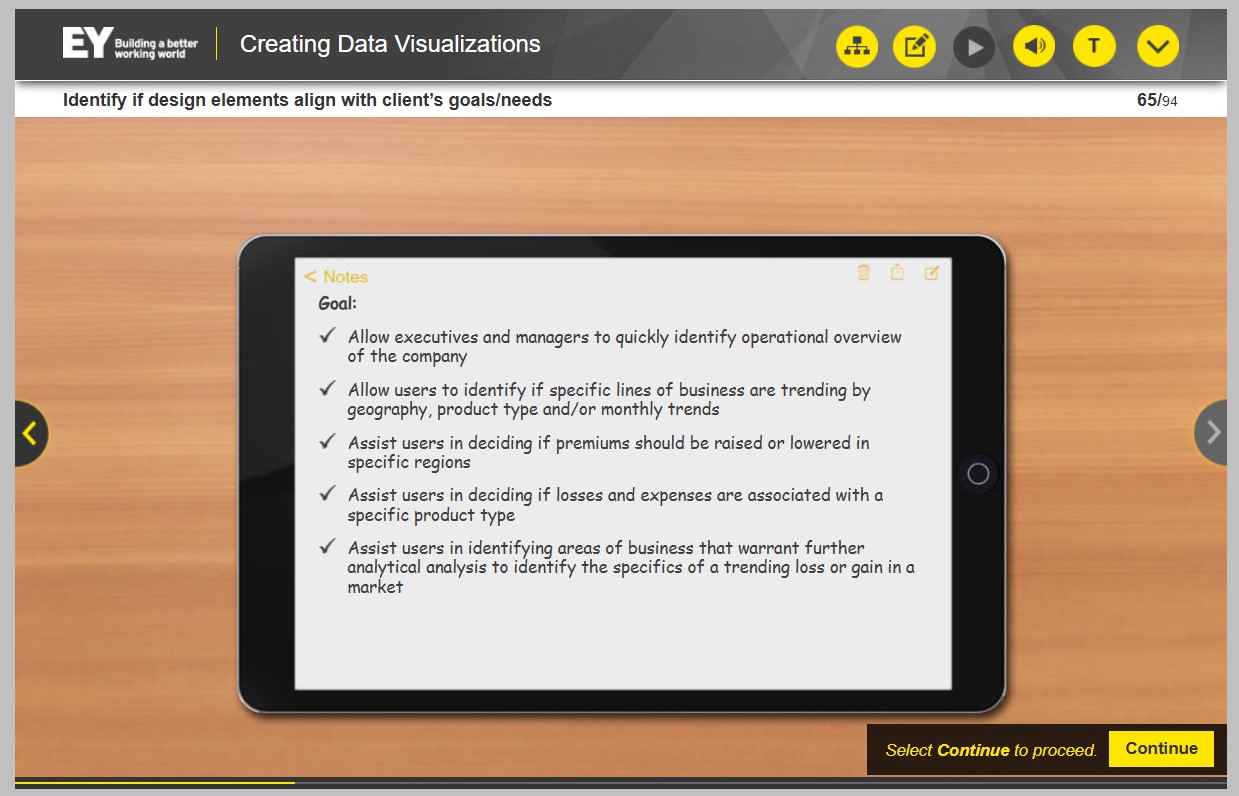 EY Building a better
working world
Creating Data Visualizations
T
Identify if design elements align with client’s goals/needs
65/94
< Notes
Goal:
Allow executives and managers to quickly identify operational overview
of the company
Allow users to identify if specific lines of business are trending by
geography, product type and/or monthly trends
Assist users in deciding if premiums should be raised or lowered in
specific regions
Assist users in deciding if losses and expenses are associated with a
specific product type
Assist users in identifying areas of business that warrant further
analytical analysis to identify the specifics of a trending loss or gain in a
market
Select Continue to proceed.
Continue